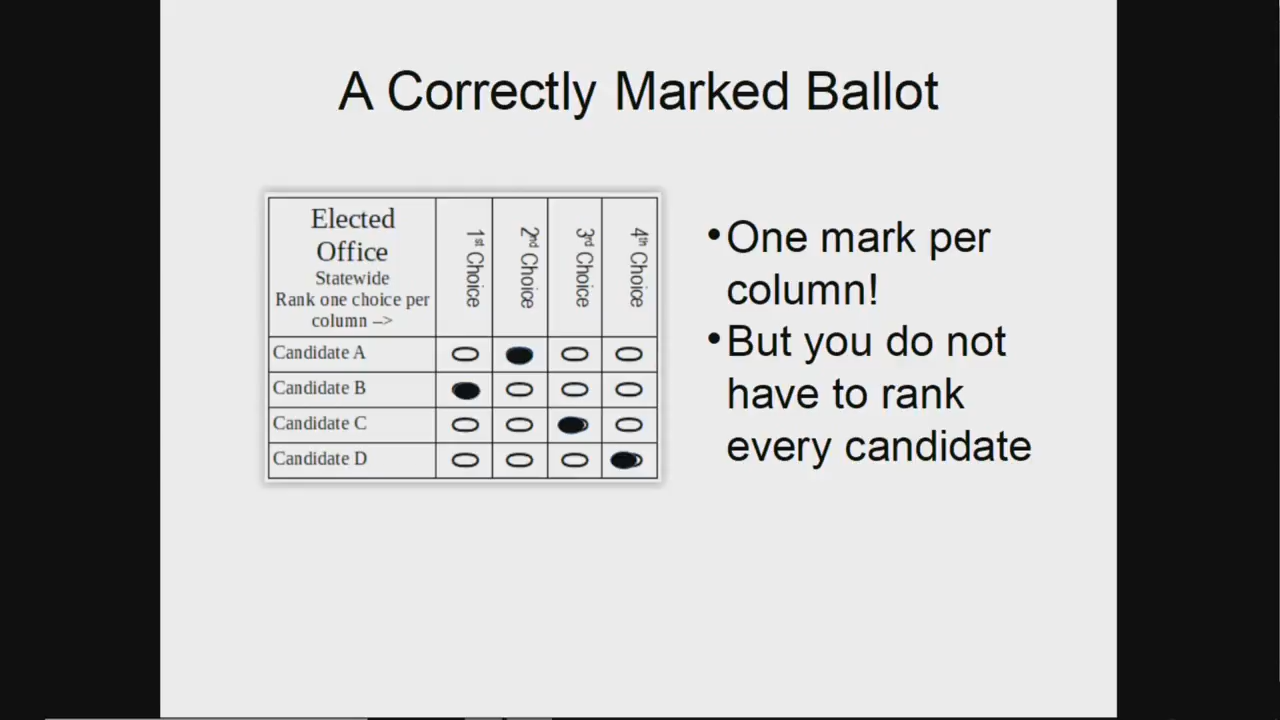 A Correctly Marked Ballot
Elected
Office
Statewide
Rank one choice per
column -->
1st Choice
2nd Choice
3rd Choice
4th Choice
Candidate A
Candidate B
Candidate C
Candidate D
•One mark per
column!
•But you do not
have to rank
every candidate